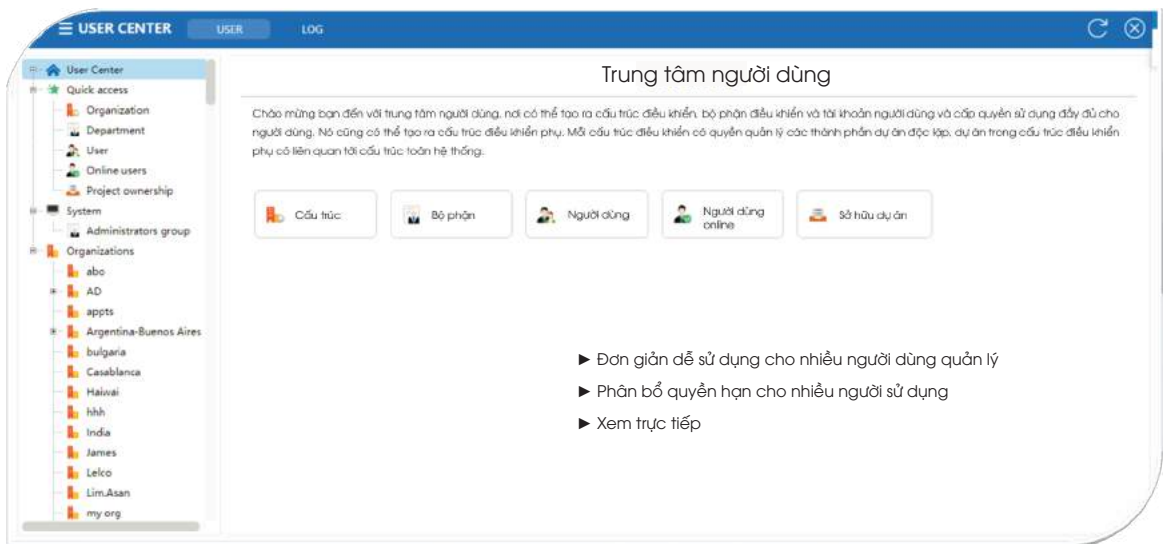 USER CENTER
USER
LOG
User Center
Quick access
Organization
Department
User
Online users
Project ownership
System
Administrators group
Organizations
abo
AD
appts
Argentina-Buenos Aires
bulgaria
Casablanca
Haiwai
hhh
India
James
Lelco
Lim.Asan
my org
Trung tâm người dùng
Chào mừng bạn đến với trung tâm người dùng, nơi có thể tạo ra cấu trúc điều khiển, bộ phận điều khiển và tài khoản người dùng và cấp quyền sử dụng đầy đủ cho
người dùng. Nó cũng có thể tạo ra cấu trúc điều khiển phụ. Mỗi cấu trúc điều khiển có quyền quản lý các thành phần dự án độc lập, dự án trong cấu trúc điều khiển
phụ có liên quan tới cấu trúc toàn hệ thống.
Cấu trúc
Bộ phận
Người dùng
Người dùng
online
Sở hữu dự án
► Đơn giản dễ sử dụng cho nhiều người dùng quản lý
► Phân bổ quyền hạn cho nhiều người sử dụng
► Xem trực tiếp